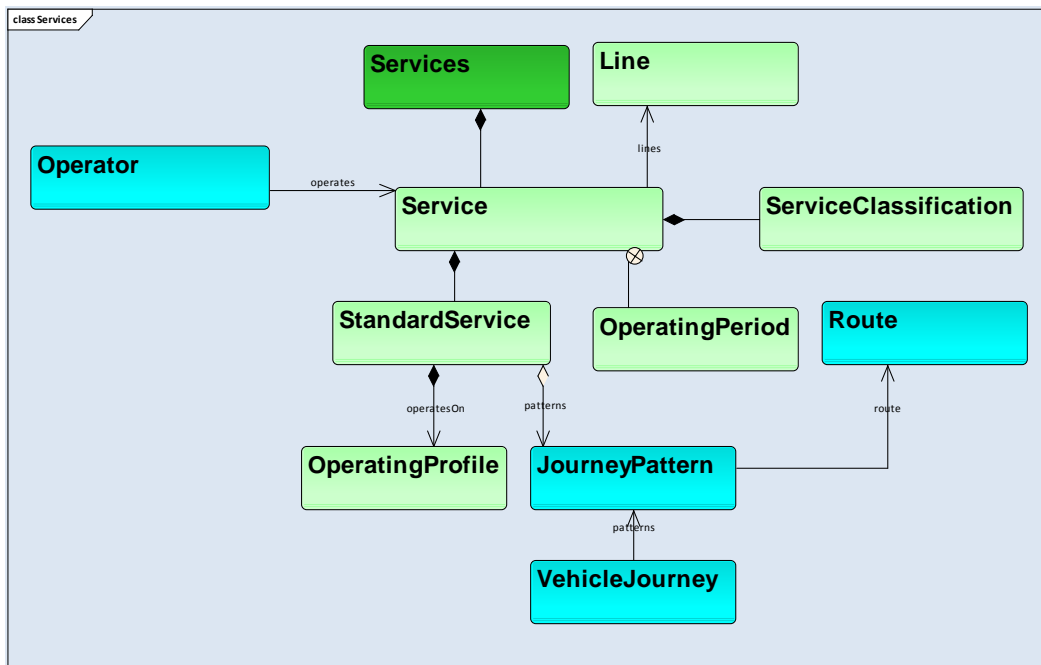 class Services
Services
Line
lines
Operator
operates
Service
ServiceClassification
StandardService
OperatingPeriod
Route
operatesOn
patterns
route
OperatingProfile
JourneyPattern
patterns
VehicleJourney